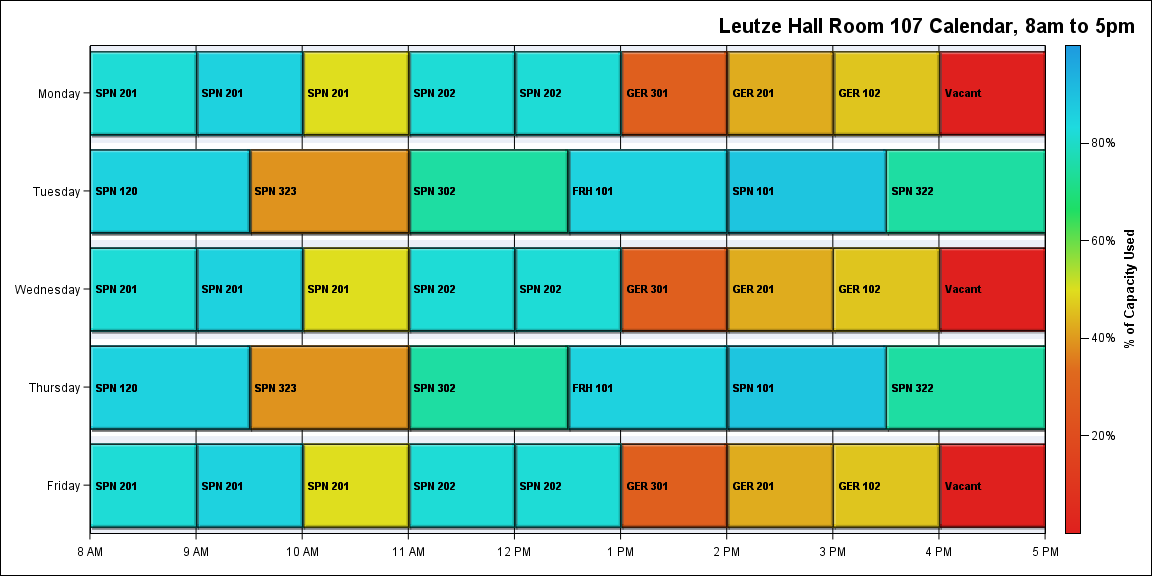 Leutze Hall Room 107 Calendar, 8am to 5pm
Monday
SPN 201
SPN 201
SPN 201
SPN 202
SPN 202
GER 301
GER 201
GER 102
Vacant
Tuesday
SPN 120
SPN 323
SPN 302
FRH 101
SPN 101
SPN 322
Wednesday
SPN 201
SPN 201
SPN 201
SPN 202
SPN 202
GER 301
GER 201
GER 102
Vacant
Thursday
SPN 120
SPN 323
SPN 302
FRH 101
SPN 101
SPN 322
Friday
SPN 201
SPN 201
SPN 201
SPN 202
SPN 202
GER 301
GER 201
GER 102
Vacant
8 AM
9 AM
10 AM
11 AM
12 PM
1 PM
2 PM
3 PM
4 PM
5 PM
80%
60%
40%
20%
% of Capacity Used